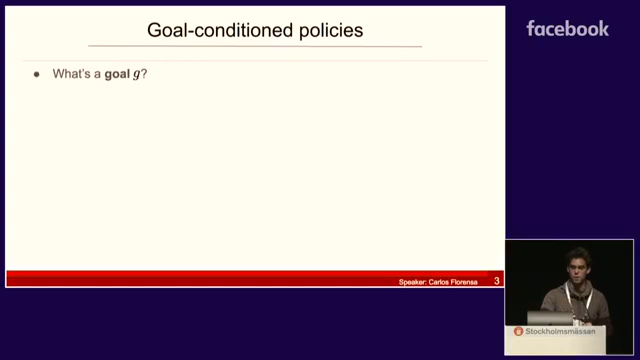 Goal-conditioned policies
facebook
● What's a goal g?
Speaker: Carlos Florensa 3
Stockholmsmässan